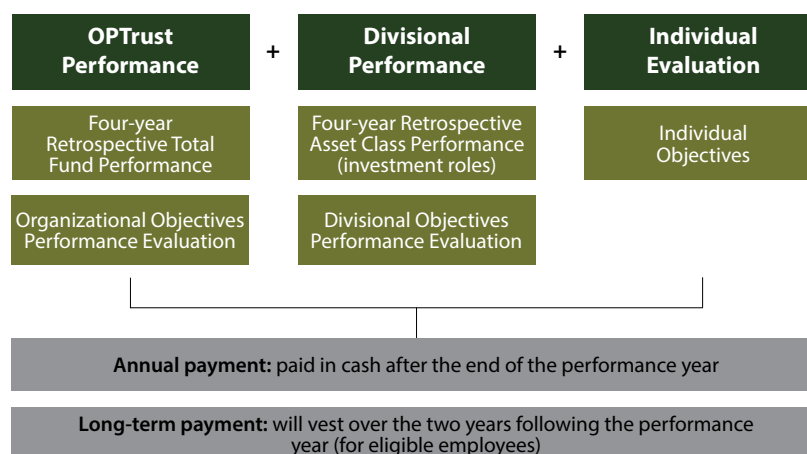 OPTrust
Performance
+
Divisional
Performance
+
Individual
Evaluation
Four-year
Retrospective Total
Fund Performance
Four-year Retrospective
Asset Class Performance
(investment roles)
Individual
Objectives
Organizational Objectives
Performance Evaluation
Divisional Objectives
Performance Evaluation
Annual payment: paid in cash after the end of the performance year
Long-term payment: will vest over the two years following the performance
year (for eligible employees)